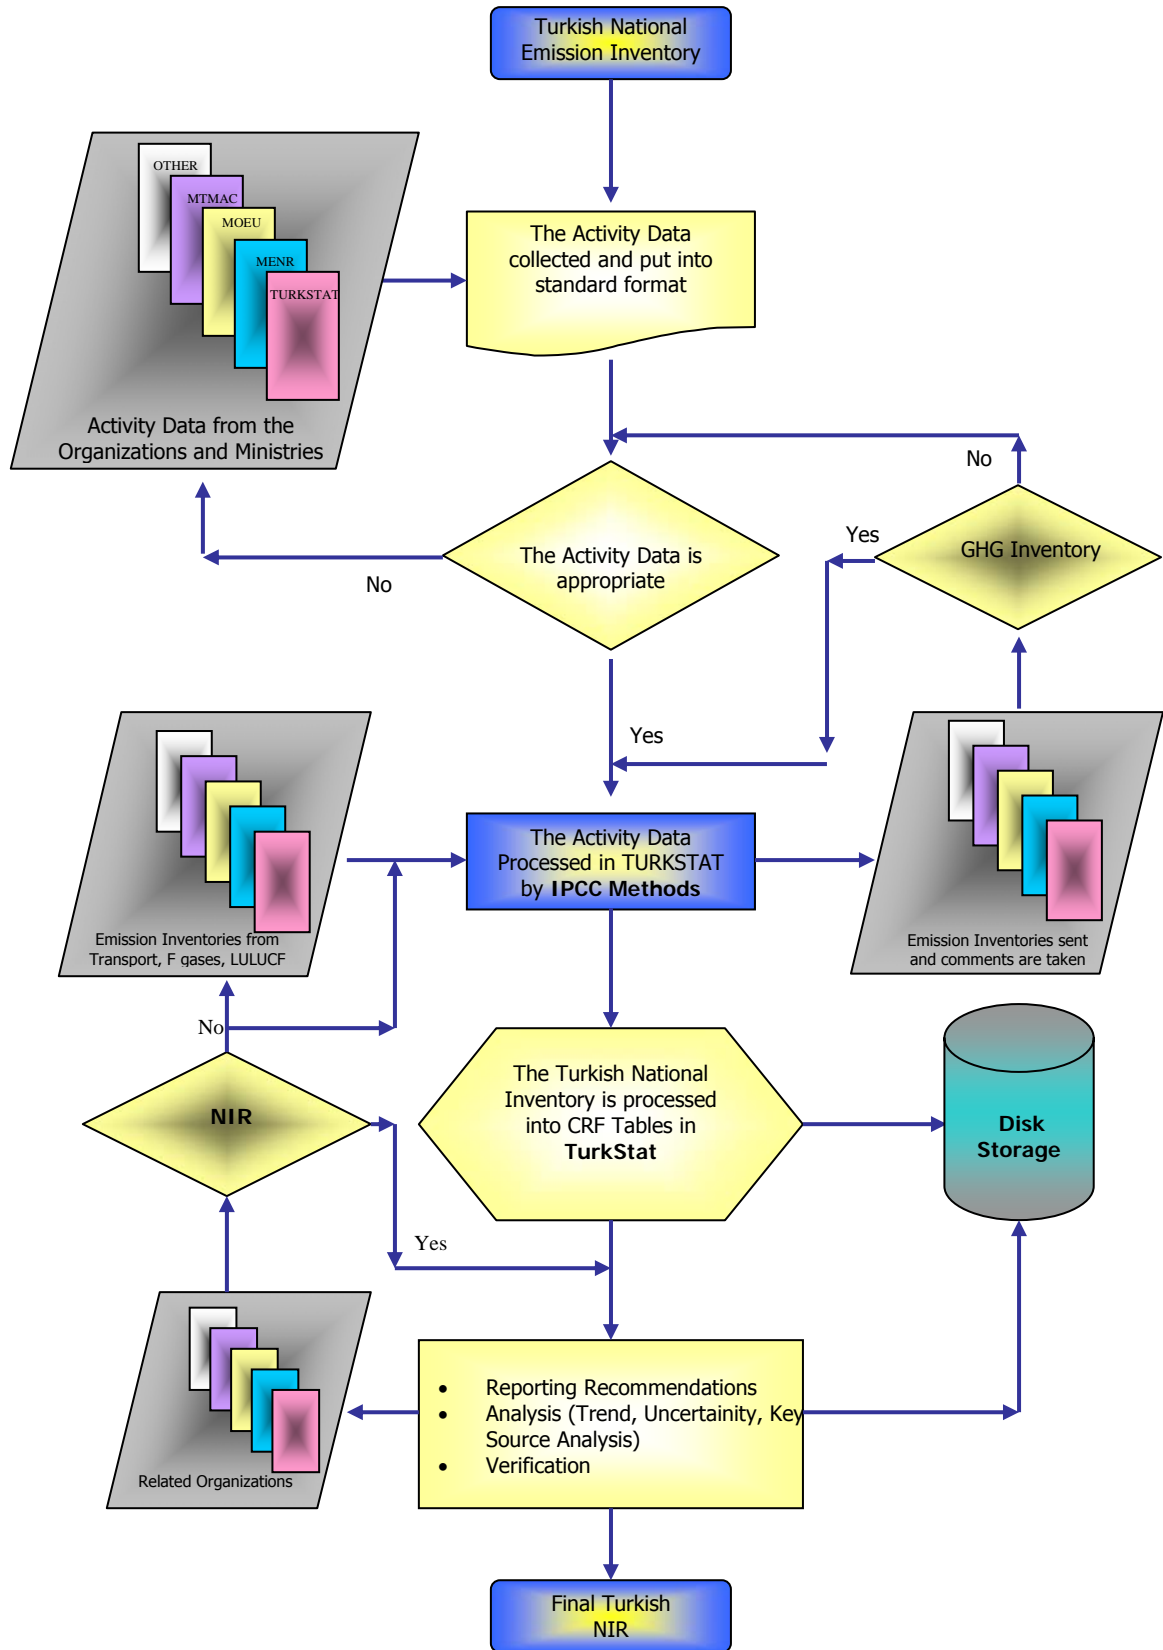 Turkish National
Emission Inventory
OTHER
MTMAC
MOEU
MENR
TURKSTAT
Activity Data from the
Organizations and Ministries
The Activity Data
collected and put into
standard format
No
GHG Inventory
Yes
The Activity Data is
appropriate
No
Yes
Emission Inventories from
Transport, F gases, LULUCF
The Activity Data
Processed in TURKSTAT
by IPCC Methods
Emission Inventories sent
and comments are taken
No
NIR
The Turkish National
Inventory is processed
into CRF Tables in
TurkStat
Disk
Storage
Yes
Related Organizations
• Reporting Recommendations
• Analysis (Trend, Uncertainity, Key
Source Analysis)
• Verification
Final Turkish
NIR